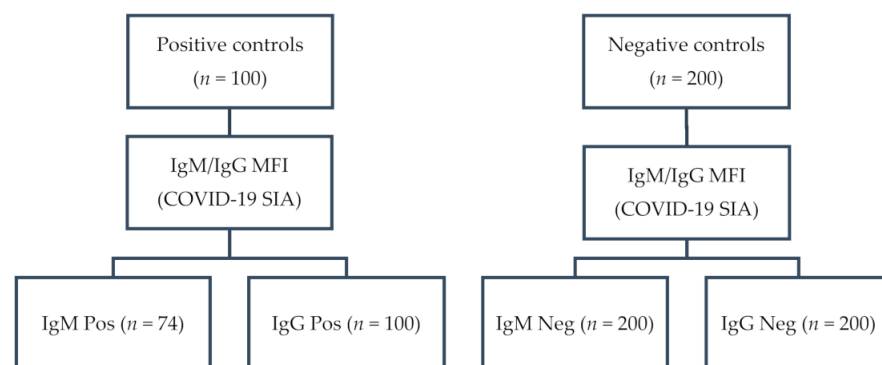 Positive controls
(n = 100)
Negative controls
(n = 200)
IgM/IgG MFI
(COVID-19 SIA)
IgM/IgG MFI
(COVID-19 SIA)
IgM Pos (n = 74)
IgG Pos (n = 100)
IgM Neg (n = 200)
IgG Neg (n = 200)